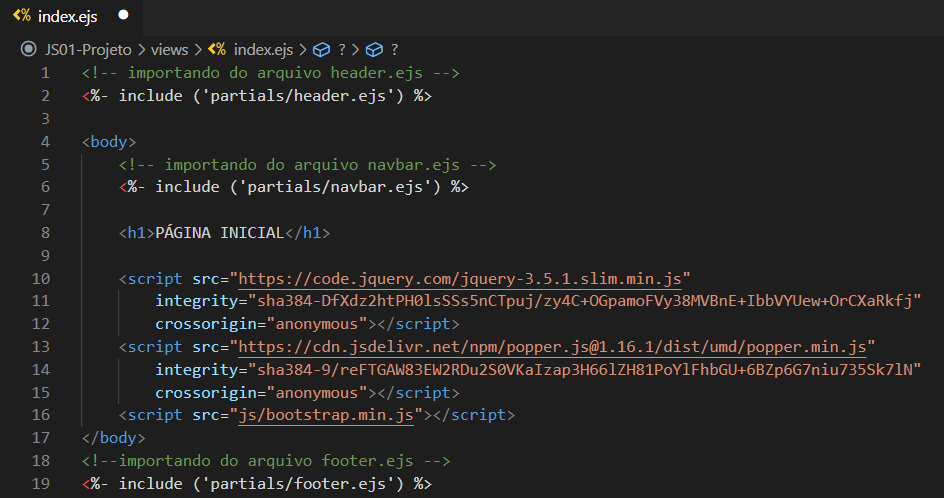 index.ejs
JS01-Projeto > views > <% index.ejs > ? > ?
1 <!-- importando do arquivo header.ejs -->
2 <%- include ('partials/header.ejs') %>
3
4 <body>
5 <!-- importando do arquivo navbar.ejs -->
6 <%- include ('partials/navbar.ejs') %>
7
8 <h1>PÁGINA INICIAL</h1>
9
10 <script src="https://code.jquery.com/jquery-3.5.1.slim.min.js"
11 integrity="sha384-DfXdz2htPH0lsSSs5nCTpuj/zy4C+OGpamoFVy38MVBnE+IbbVYUew+OrCXaRkfj"
12 crossorigin="anonymous"></script>
13 <script src="https://cdn.jsdelivr.net/npm/popper.js@1.16.1/dist/umd/popper.min.js"
14 integrity="sha384-9/reFTGAW83EW2RDu2S0VKaIzap3H66lZH81PoYlFhbGU+6BZp6G7niu735Sk7lN"
15 crossorigin="anonymous"></script>
16 <script src="js/bootstrap.min.js"></script>
17 </body>
18 <!--importando do arquivo footer.ejs -->
19 <%- include ('partials/footer.ejs') %>